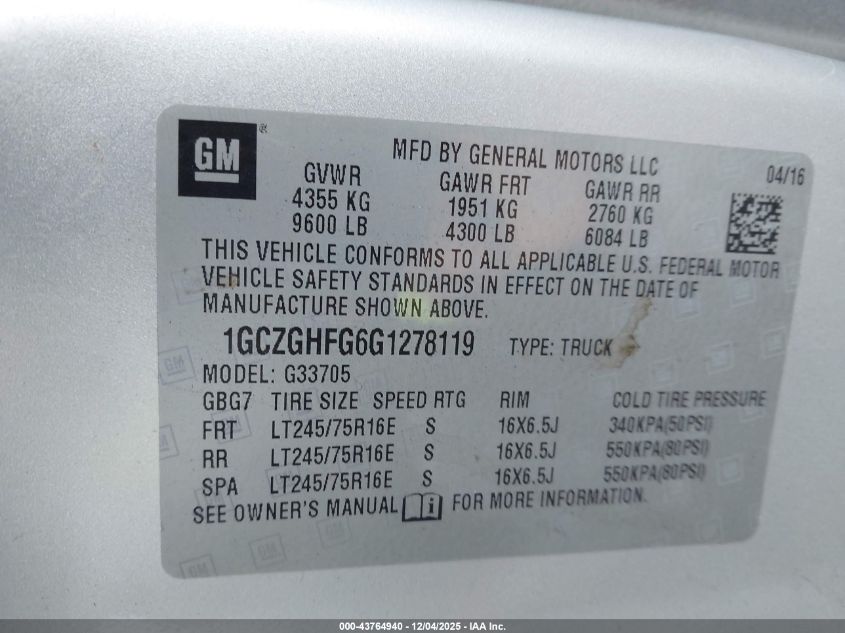 GM ®
MFD BY GENERAL MOTORS LLC 04/16
GVWR GAWR FRT GAWR RR
4355 KG 1951 KG 2760 KG
9600 LB 4300 LB 6084 LB
THIS VEHICLE CONFORMS TO ALL APPLICABLE U.S. FEDERAL MOTOR
VEHICLE SAFETY STANDARDS IN EFFECT ON THE DATE OF
MANUFACTURE SHOWN ABOVE.
1GCZGHFG6G1278119 TYPE: TRUCK
MODEL: G33705
GBG7 TIRE SIZE SPEED RTG RIM COLD TIRE PRESSURE
FRT LT245/75R16E S 16X6.5J 340KPA(50PSI)
RR LT245/75R16E S 16X6.5J 550KPA(80PSI)
SPA LT245/75R16E S 16X6.5J 550KPA(80PSI)
SEE OWNER'S MANUAL i FOR MORE INFORMATION.
000-43764940 - 12/04/2025 - IAA Inc.